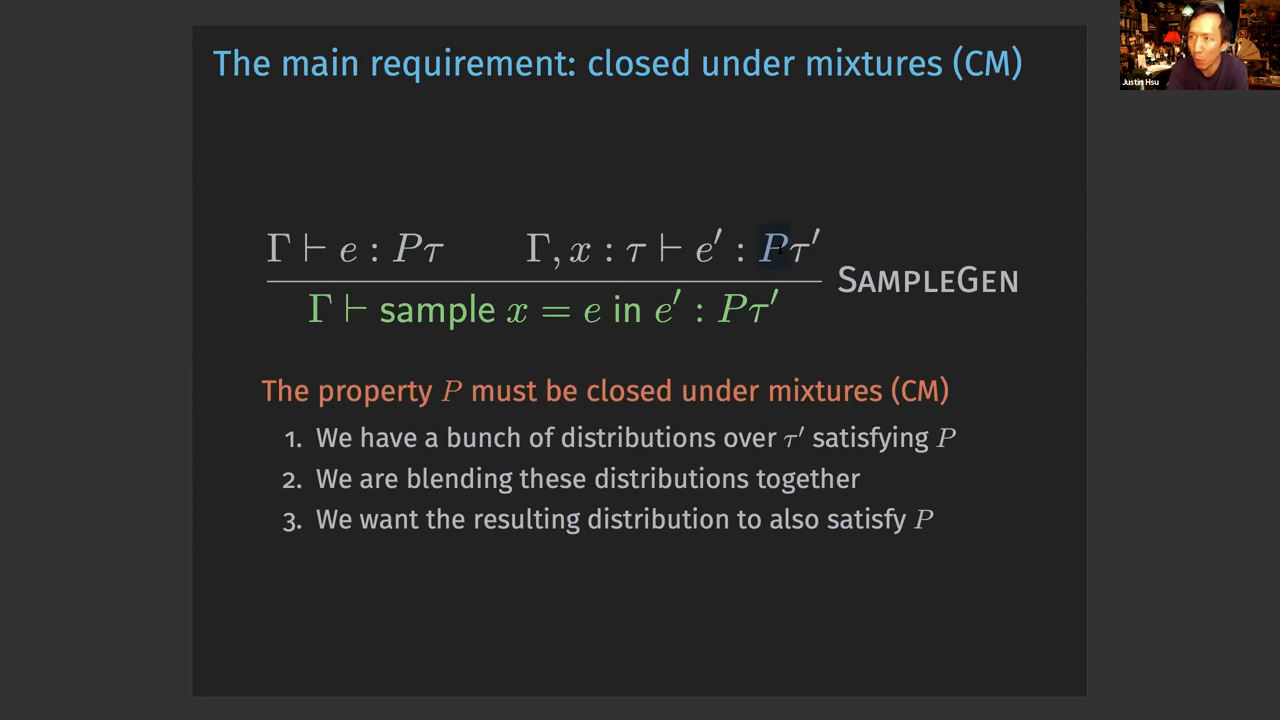 The main requirement: closed under mixtures (CM)
Justin Hsu
Γ ⊢ e : Pτ    Γ, x : τ ⊢ e′ : Pτ′
Γ ⊢ sample x = e in e′ : Pτ′
SAMPLEGEN
The property P must be closed under mixtures (CM)
1. We have a bunch of distributions over τ′ satisfying P
2. We are blending these distributions together
3. We want the resulting distribution to also satisfy P